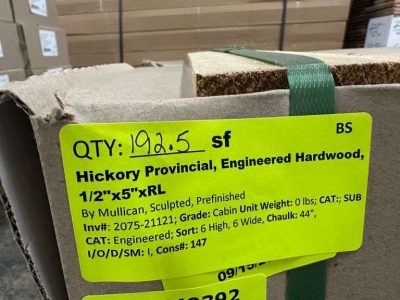 QTY: 192.5 sf BS
Hickory Provincial, Engineered Hardwood,
1/2"x5"xRL
By Mullican, Sculpted, Prefinished
Inv#: 2075-21121; Grade: Cabin Unit Weight: 0 lbs; CAT:; SUB
CAT: Engineered; Sort: 6 High, 6 Wide, Chaulk: 44",
I/O/D/SM: I, Cons#: 147